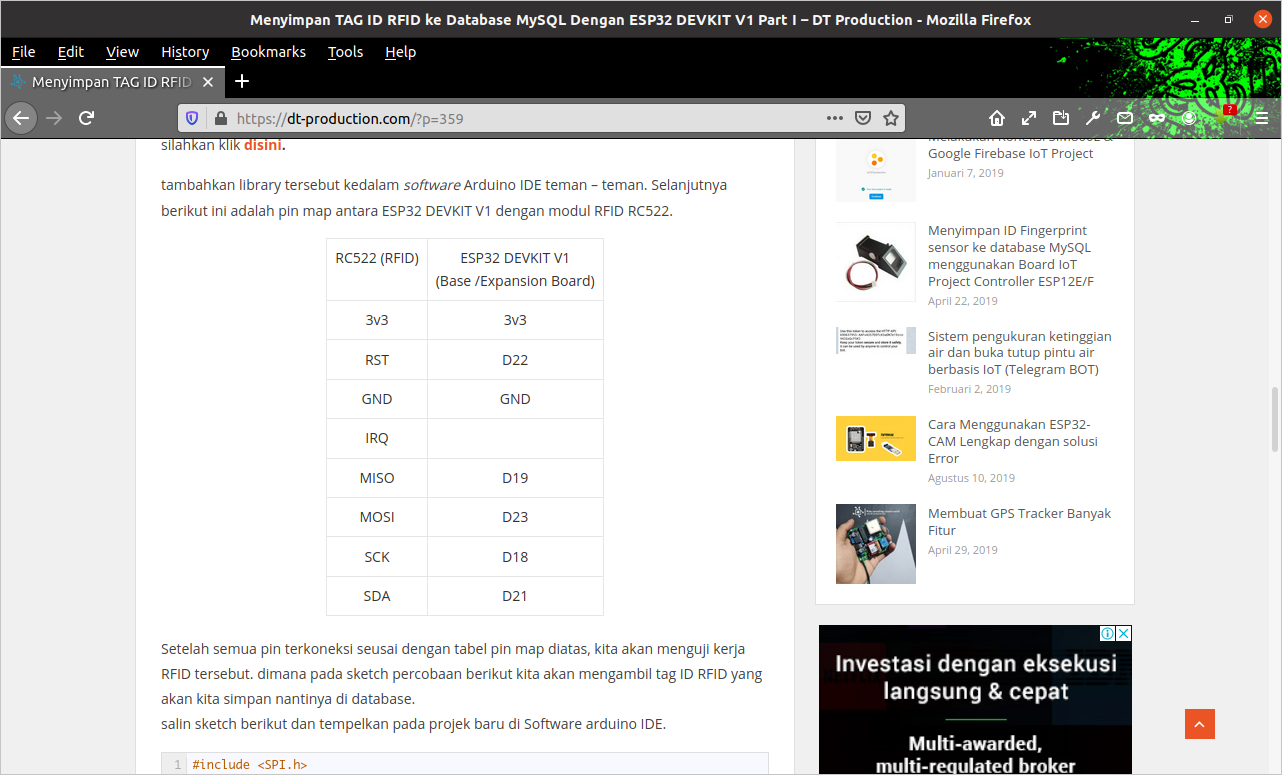 Menyimpan TAG ID RFID ke Database MySQL Dengan ESP32 DEVKIT V1 Part I – DT Production - Mozilla Firefox
File Edit View History Bookmarks Tools Help
Menyimpan TAG ID RFID
https://dt-production.com/?p=359
?
silahkan klik disini.
tambahkan library tersebut kedalam software Arduino IDE teman – teman. Selanjutnya
berikut ini adalah pin map antara ESP32 DEVKIT V1 dengan modul RFID RC522.
RC522 (RFID) ESP32 DEVKIT V1
(Base /Expansion Board)
3v3 3v3
RST D22
GND GND
IRQ
MISO D19
MOSI D23
SCK D18
SDA D21
Setelah semua pin terkoneksi seusai dengan tabel pin map diatas, kita akan menguji kerja
RFID tersebut. dimana pada sketch percobaan berikut kita akan mengambil tag ID RFID yang
akan kita simpan nantinya di database.
salin sketch berikut dan tempelkan pada projek baru di Software arduino IDE.
1 #include <SPI.h>
& Google Firebase IoT Project
Januari 7, 2019
Menyimpan ID Fingerprint
sensor ke database MySQL
menggunakan Board IoT
Project Controller ESP12E/F
April 22, 2019
Sistem pengukuran ketinggian
air dan buka tutup pintu air
berbasis IoT (Telegram BOT)
Februari 2, 2019
Cara Menggunakan ESP32-
CAM Lengkap dengan solusi
Error
Agustus 10, 2019
Membuat GPS Tracker Banyak
Fitur
April 29, 2019
Investasi dengan eksekusi
langsung & cepat
Multi-awarded,
multi-regulated broker